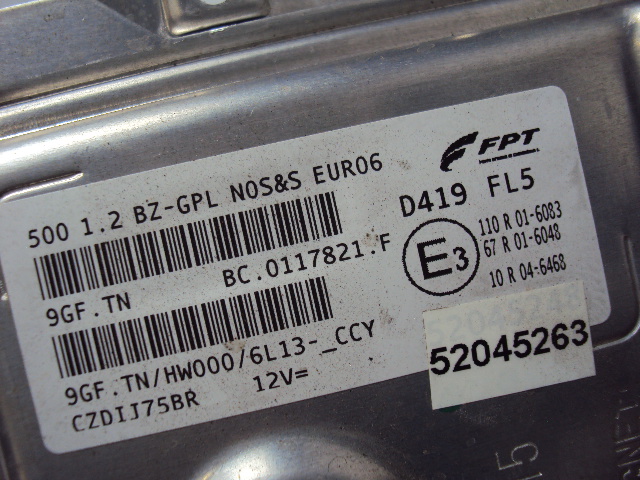 FPT
500 1.2 BZ-GPL N0S&S EUR06
D419 FL5
BC.0117821.F
9GF.TN
E3
110 R 01-6083
67 R 01-6048
10 R 04-6468
9GF.TN/HW000/6L13-_CCY
CZDIJ75BR 12V=
52045263